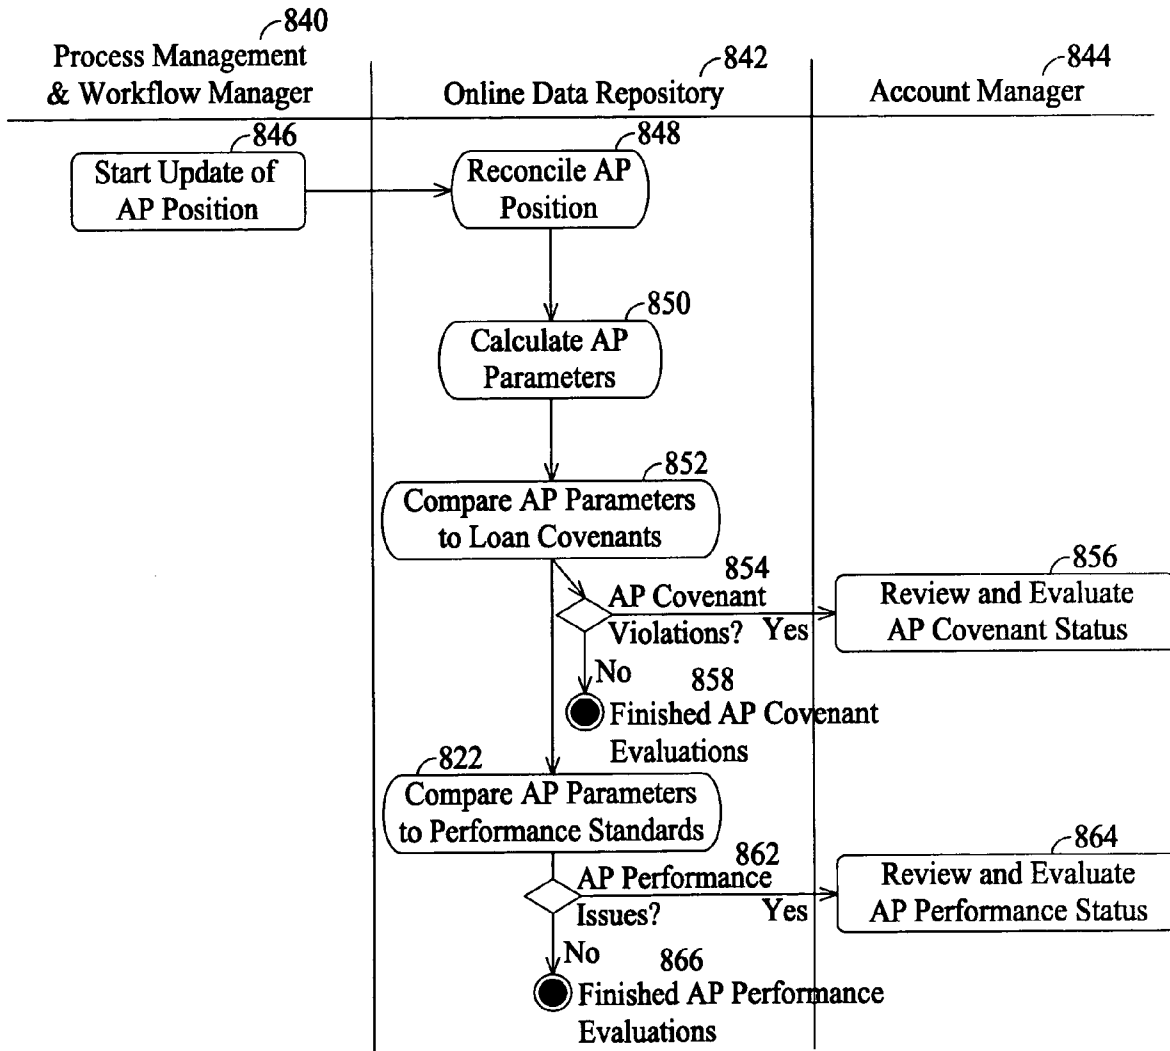 840
Process Management
& Workflow Manager
842
Online Data Repository
844
Account Manager
846
Start Update of
AP Position
848
Reconcile AP
Position
850
Calculate AP
Parameters
852
Compare AP Parameters
to Loan Covenants
854
AP Covenant
Violations? Yes
856
Review and Evaluate
AP Covenant Status
No
858
Finished AP Covenant
Evaluations
822
Compare AP Parameters
to Performance Standards
862
AP Performance
Issues? Yes
864
Review and Evaluate
AP Performance Status
No
866
Finished AP Performance
Evaluations